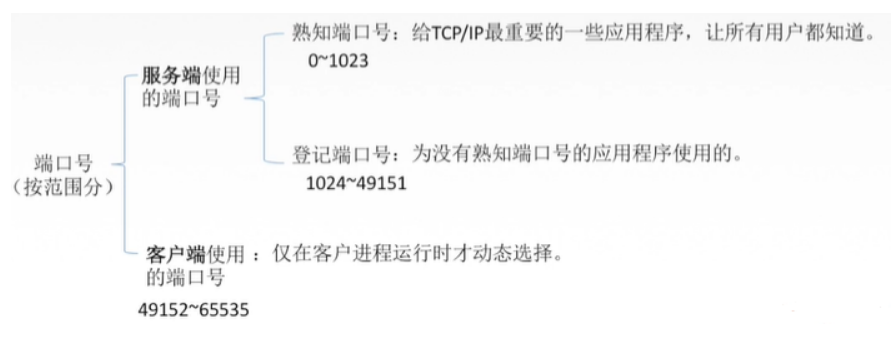 熟知端口号：给TCP/IP最重要的一些应用程序，让所有用户都知道。
0~1023
服务端使用
的端口号
登记端口号：为没有熟知端口号的应用程序使用的。
1024~49151
端口号
（按范围分）
客户端使用：仅在客户进程运行时才动态选择。
的端口号
49152~65535